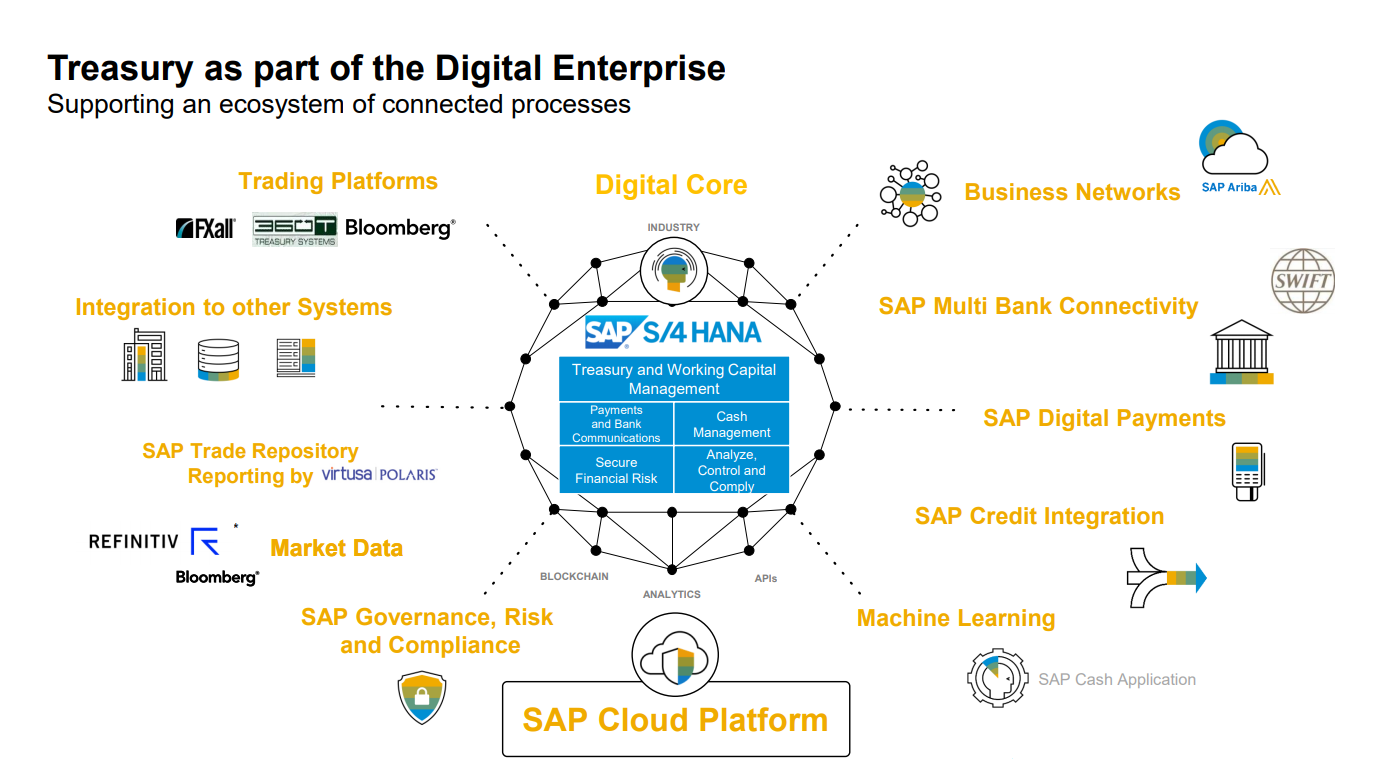 Treasury as part of the Digital Enterprise
Supporting an ecosystem of connected processes
Trading Platforms
FXall®
360T
TREASURY SYSTEMS
Bloomberg®
Digital Core
INDUSTRY
Business Networks
SAP Ariba
Integration to other Systems
SAP Multi Bank Connectivity
SWIFT
SAP® S/4HANA
Treasury and Working Capital
Management
Payments
and Bank
Communications
Cash
Management
Secure
Financial Risk
Analyze,
Control and
Comply
SAP Digital Payments
SAP Trade Repository
Reporting by virtusa | POLARIS
SAP Credit Integration
REFINITIV *
Market Data
Bloomberg®
BLOCKCHAIN
APIs
ANALYTICS
SAP Governance, Risk
and Compliance
Machine Learning
SAP Cash Application
SAP Cloud Platform